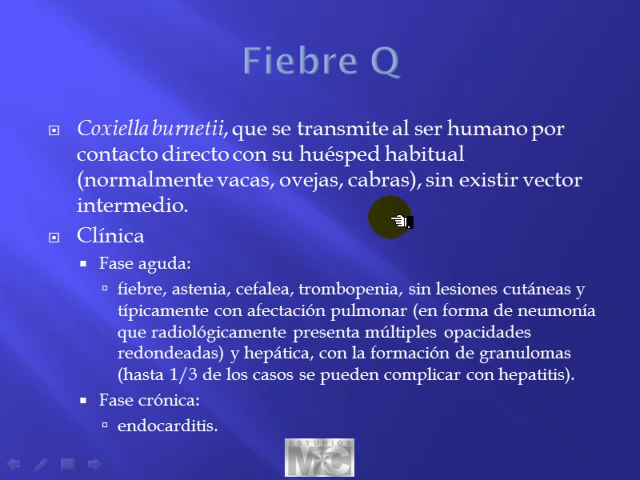 Fiebre Q
Coxiella burnetii, que se transmite al ser humano por
contacto directo con su huésped habitual
(normalmente vacas, ovejas, cabras), sin existir vector
intermedio.
Clínica
Fase aguda:
fiebre, astenia, cefalea, trombopenia, sin lesiones cutáneas y
típicamente con afectación pulmonar (en forma de neumonía
que radiológicamente presenta múltiples opacidades
redondeadas) y hepática, con la formación de granulomas
(hasta 1/3 de los casos se pueden complicar con hepatitis).
Fase crónica:
endocarditis.
ESTUDIOS
MC